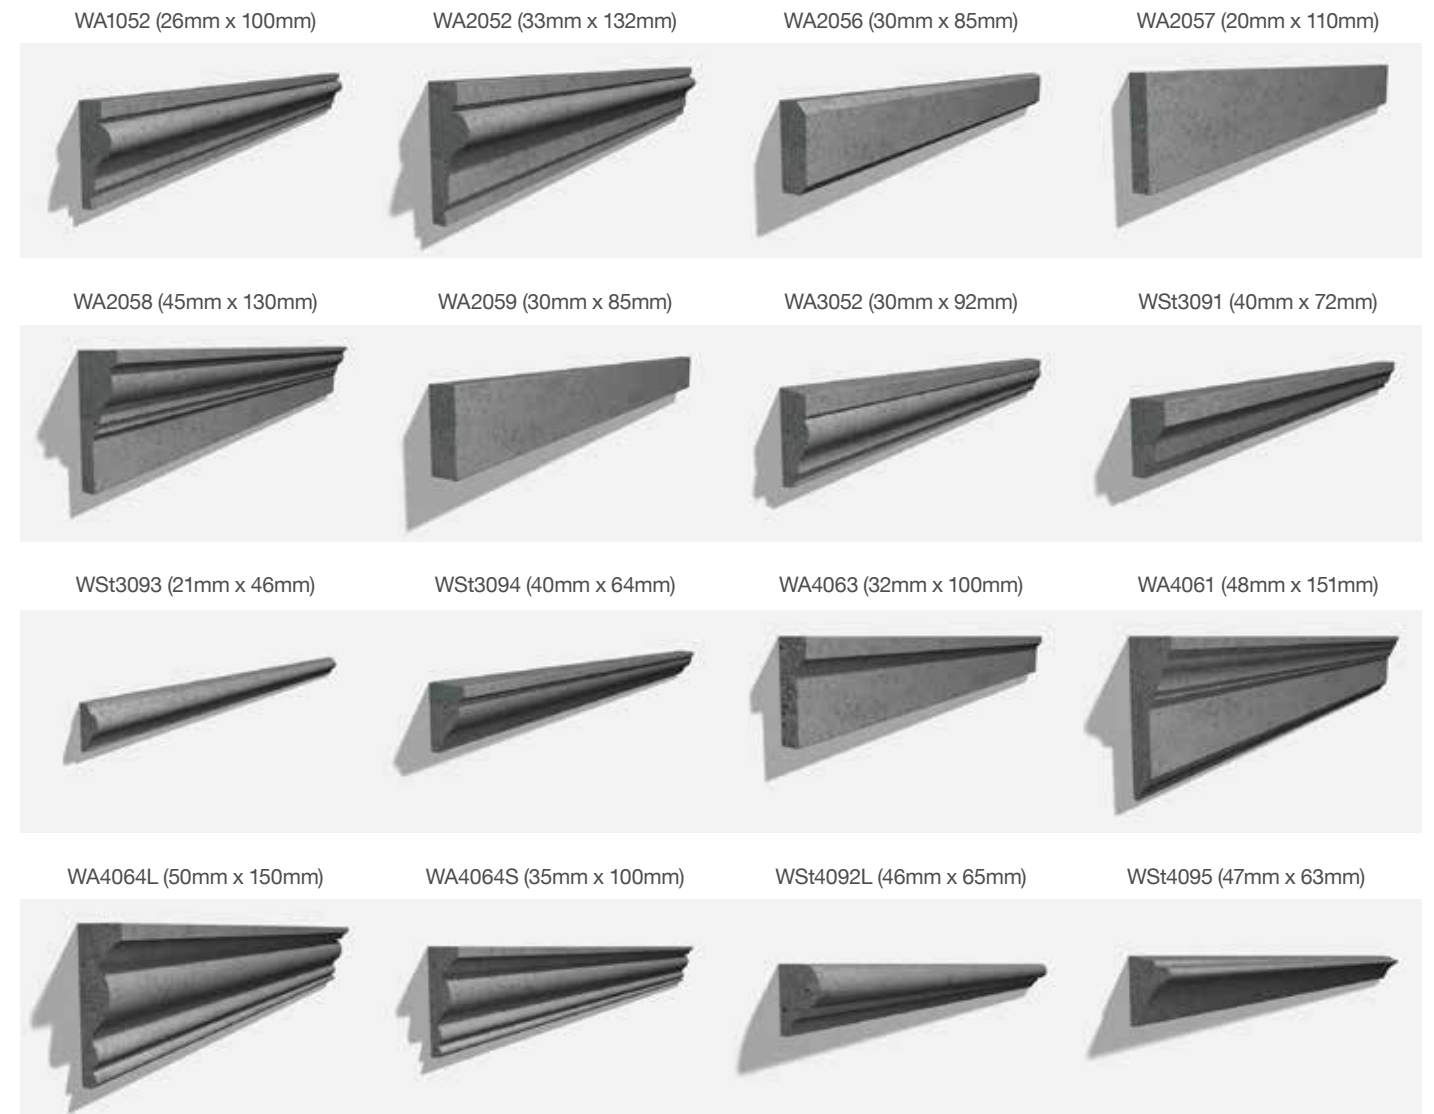 WA1052 (26mm x 100mm)
WA2052 (33mm x 132mm)
WA2056 (30mm x 85mm)
WA2057 (20mm x 110mm)
WA2058 (45mm x 130mm)
WA2059 (30mm x 85mm)
WA3052 (30mm x 92mm)
WSt3091 (40mm x 72mm)
WSt3093 (21mm x 46mm)
WSt3094 (40mm x 64mm)
WA4063 (32mm x 100mm)
WA4061 (48mm x 151mm)
WA4064L (50mm x 150mm)
WA4064S (35mm x 100mm)
WSt4092L (46mm x 65mm)
WSt4095 (47mm x 63mm)